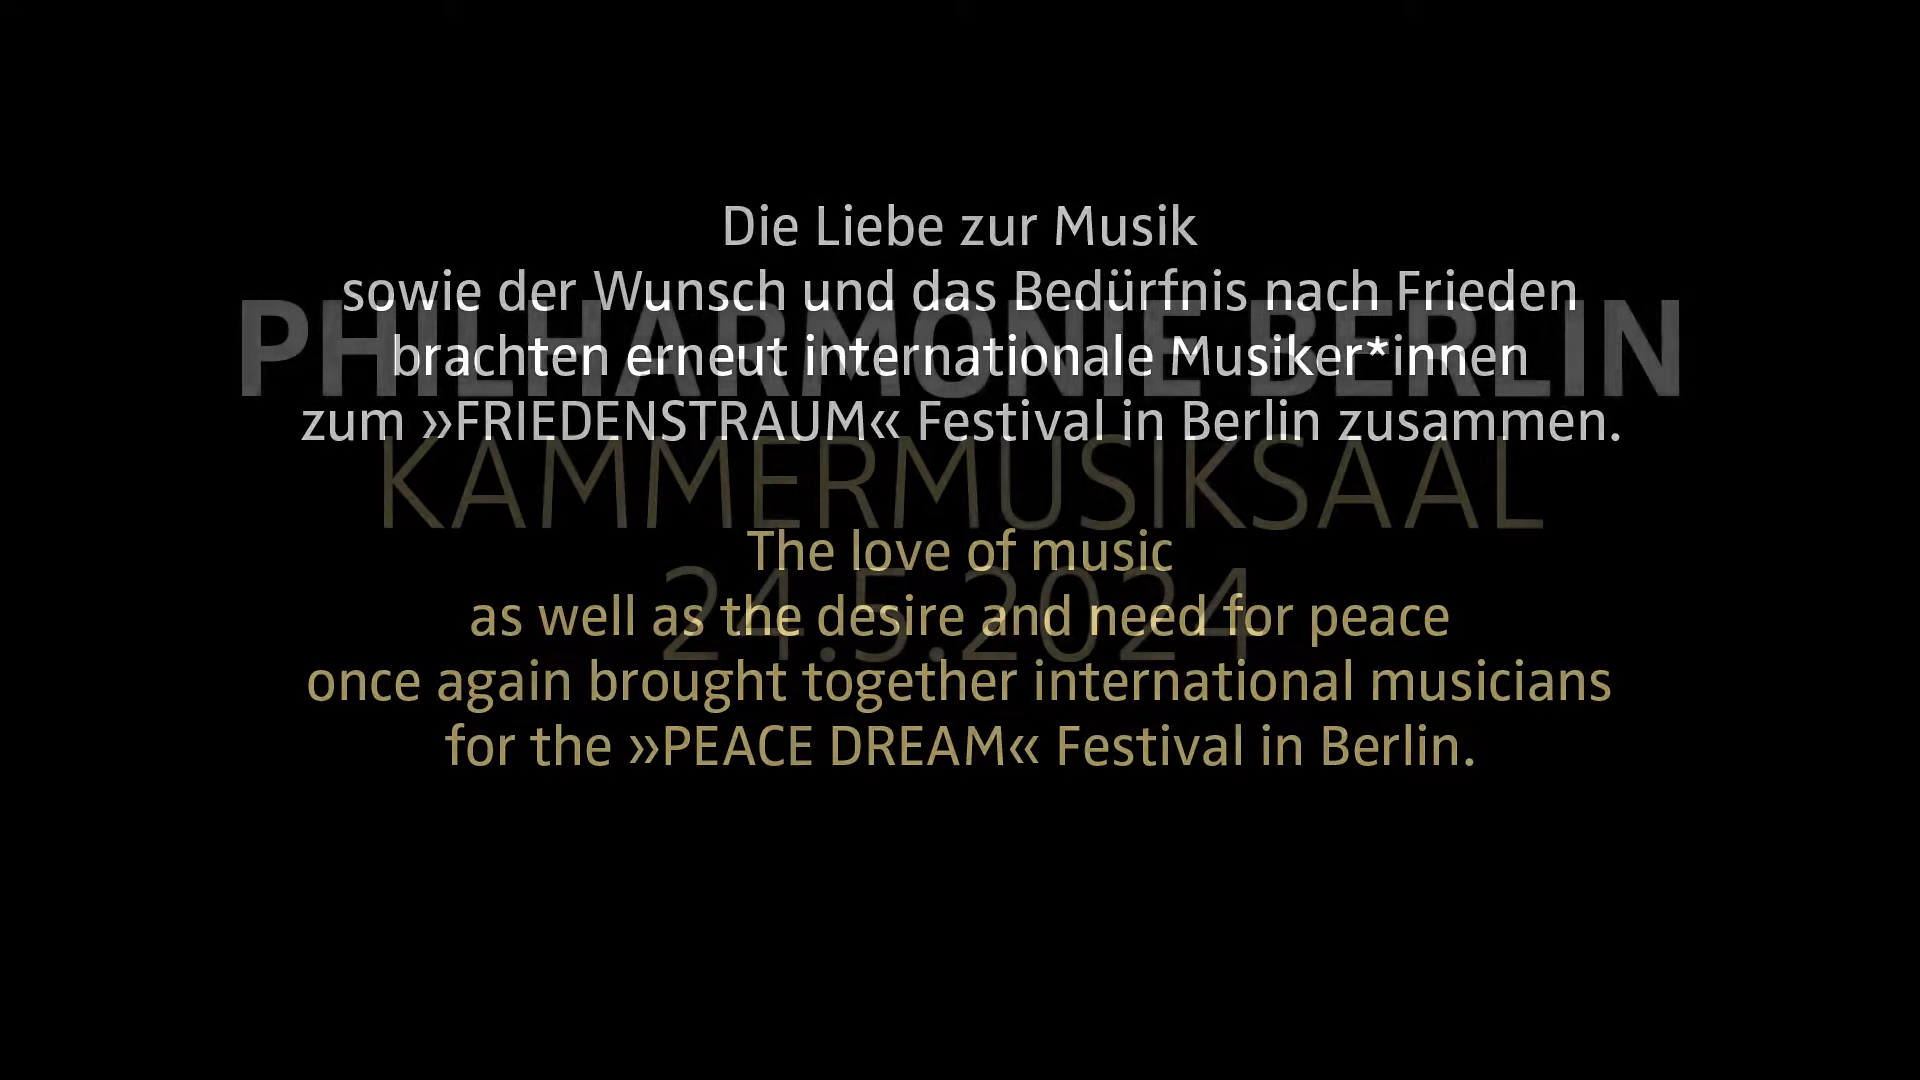 Die Liebe zur Musik
sowie der Wunsch und das Bedürfnis nach Frieden
brachten erneut internationale Musiker*innen
zum »FRIEDENSTRAUM« Festival in Berlin zusammen.
The love of music
as well as the desire and need for peace
once again brought together international musicians
for the »PEACE DREAM« Festival in Berlin.
PHILHARMONIE BERLIN
KAMMERMUSIKSAAL
24.5.2024